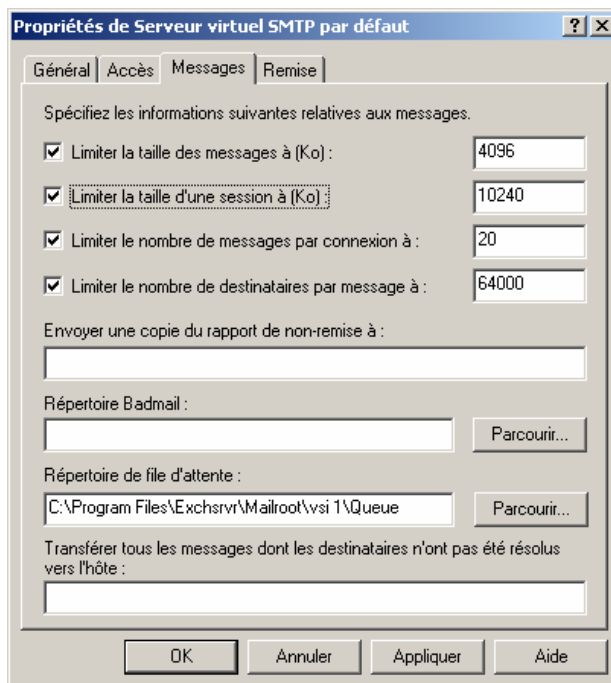 Propriétés de Serveur virtuel SMTP par défaut
Général Accès Messages Remise
Spécifiez les informations suivantes relatives aux messages.
Limiter la taille des messages à (Ko) : 4096
Limiter la taille d'une session à (Ko) : 10240
Limiter le nombre de messages par connexion à : 20
Limiter le nombre de destinataires par message à : 64000
Envoyer une copie du rapport de non-remise à :
Répertoire Badmail :
Parcourir...
Répertoire de file d'attente :
C:\Program Files\Exchsrvr\Mailroot\vsi 1\Queue Parcourir...
Transférer tous les messages dont les destinataires n'ont pas été résolus
vers l'hôte :
OK Annuler Appliquer Aide